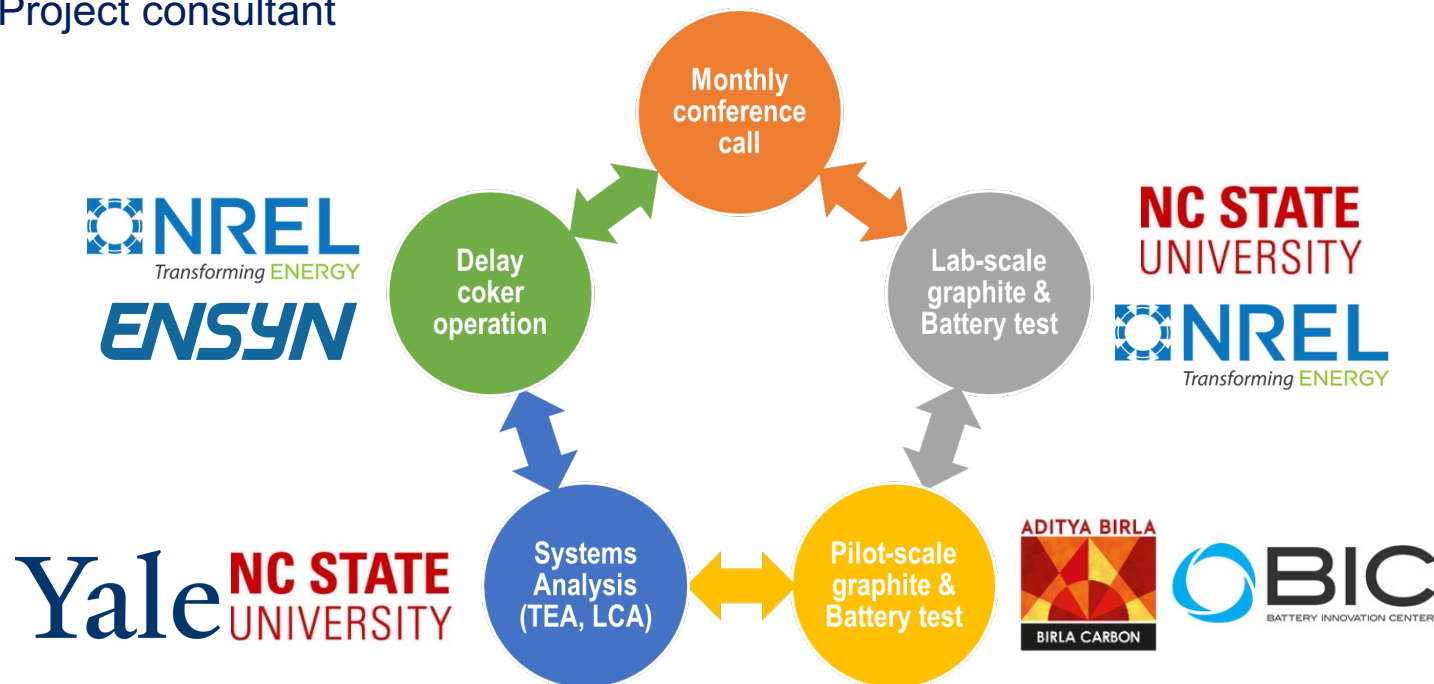 Project consultant
Monthly
conference
call
NREL
Transforming ENERGY
ENSYN
Delay
coker
operation
Lab-scale
graphite &
Battery test
NC STATE
UNIVERSITY
NREL
Transforming ENERGY
Yale
NC STATE
UNIVERSITY
Systems
Analysis
(TEA, LCA)
Pilot-scale
graphite &
Battery test
ADITYA BIRLA
BIRLA CARBON
BIC
BATTERY INNOVATION CENTER